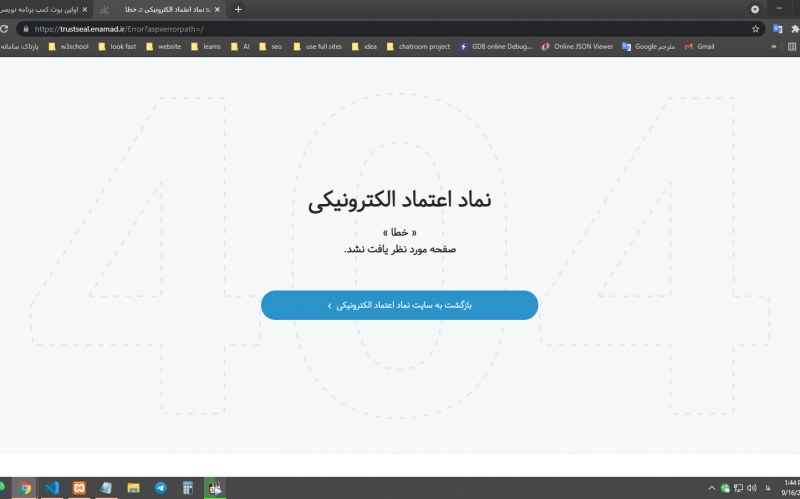 اولین بوت کمپ برنامه نویسی
:: نماد اعتماد الکترونیکی :: خطا
https://trustseal.enamad.ir/Error?aspxerrorpath=/
پارتاک: سامانه
w3school
look fast
website
learns
AI
seo
use full sites
idea
chatroom project
GDB online Debug...
Online JSON Viewer
Google مترجم
Gmail
404
نماد اعتماد الکترونیکی
« خطا »
صفحه مورد نظر یافت نشد.
بازگشت به سایت نماد اعتماد الکترونیکی
فا
1:44
9/16/2